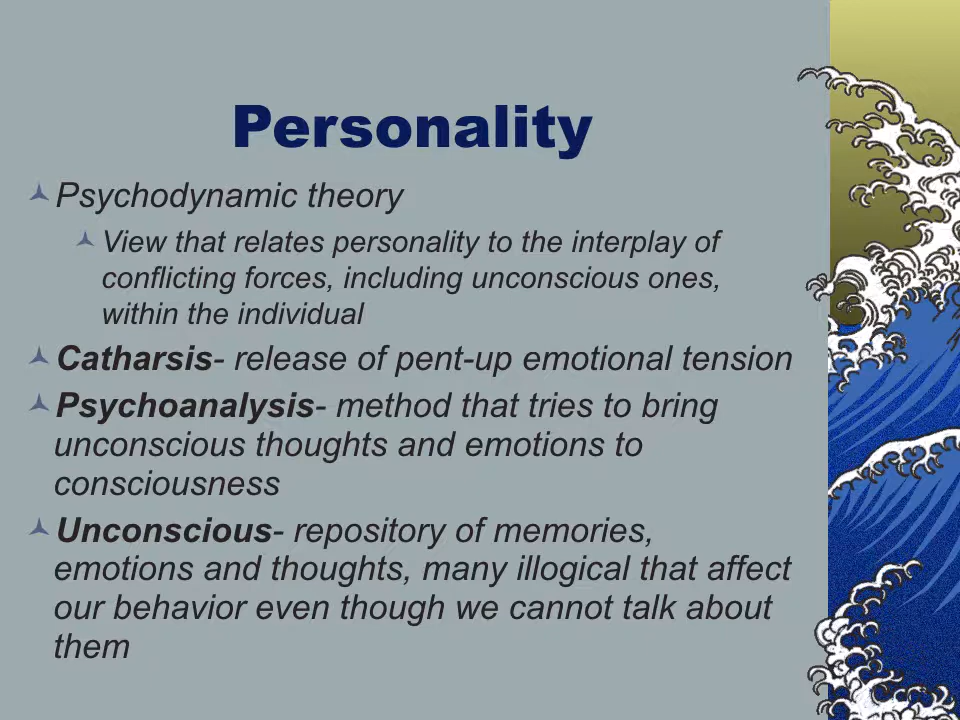 Personality
Psychodynamic theory
View that relates personality to the interplay of
conflicting forces, including unconscious ones,
within the individual
Catharsis- release of pent-up emotional tension
Psychoanalysis- method that tries to bring
unconscious thoughts and emotions to
consciousness
Unconscious- repository of memories,
emotions and thoughts, many illogical that affect
our behavior even though we cannot talk about
them